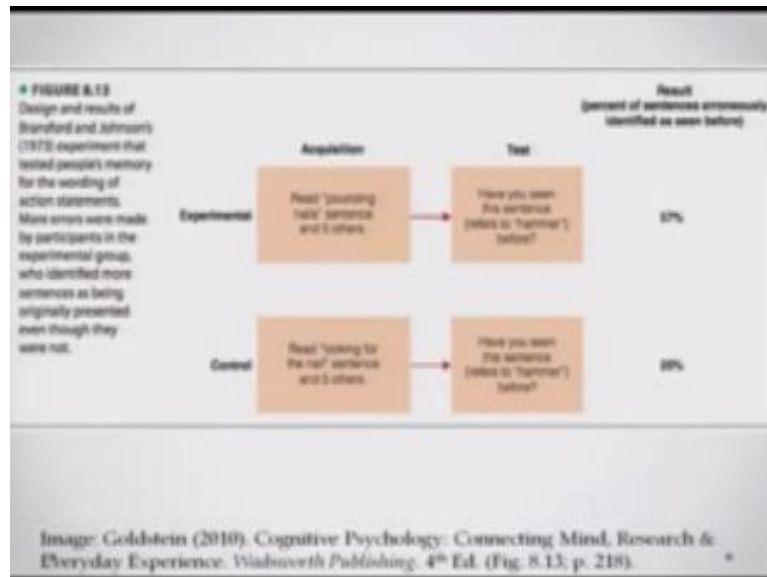 FIGURE 8.13
Design and results of
Bransford and Johnson's
(1973) experiment that
tested people's memory
for the wording of
action statements.
More errors were made
by participants in the
experimental group,
who identified more
sentences as being
originally presented
even though they
were not.
Result
(percent of sentences erroneously
identified as seen before)
Acquisition
Test
Experimental
Read "pounding
nails" sentence
and 5 others.
Have you seen
this sentence
(refers to "hammer")
before?
57%
Control
Read "looking for
the nail" sentence
and 5 others.
Have you seen
this sentence
(refers to "hammer")
before?
20%
Image: Goldstein (2010). Cognitive Psychology: Connecting Mind, Research &
Everyday Experience. Wadsworth Publishing. 4th Ed. (Fig. 8.13; p. 218).